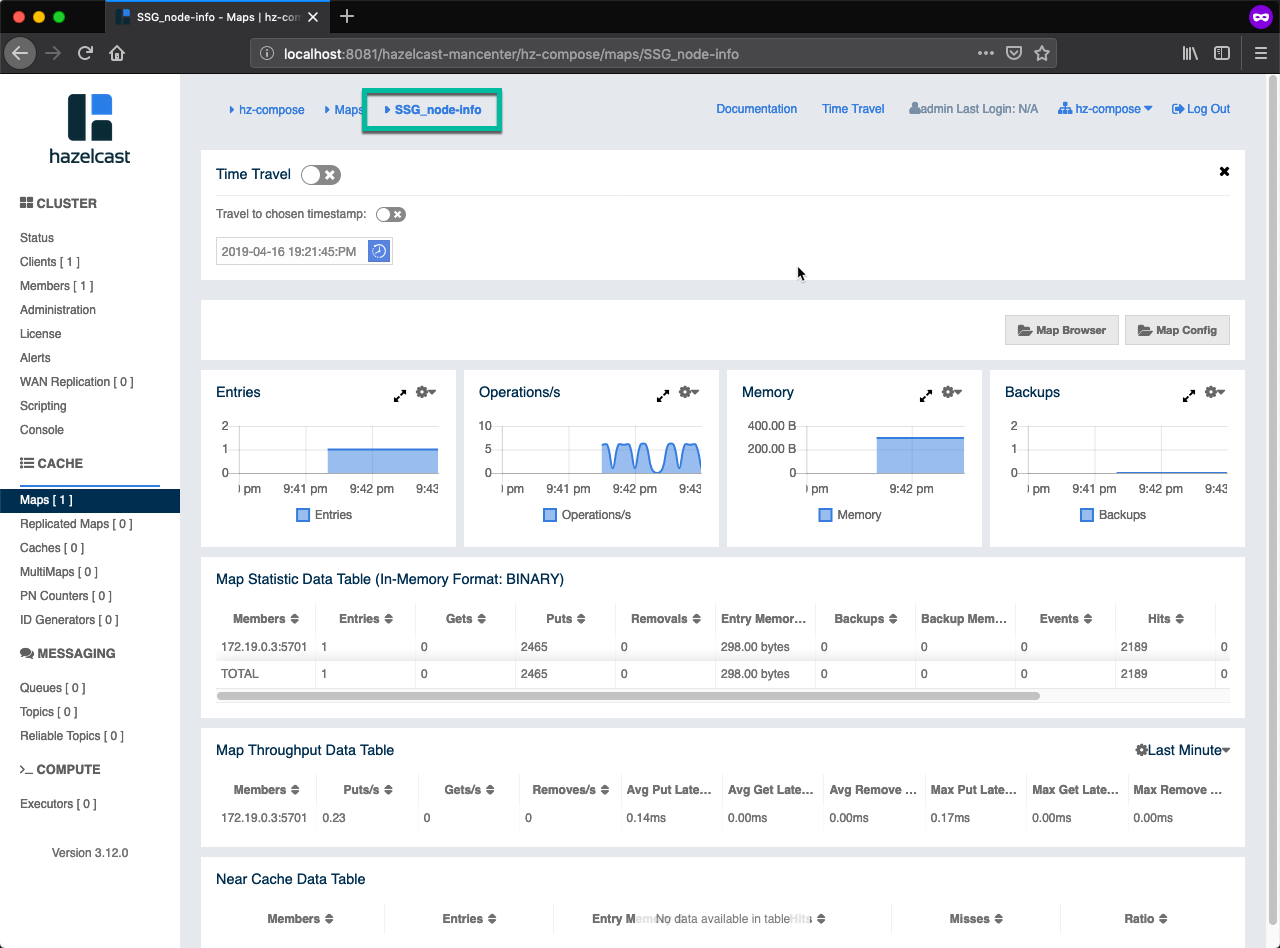 SSG_node-info - Maps | hz-com
localhost:8081/hazelcast-mancenter/hz-compose/maps/SSG_node-info
hazelcast
CLUSTER
Status
Clients [ 1 ]
Members [ 1 ]
Administration
License
Alerts
WAN Replication [ 0 ]
Scripting
Console
CACHE
Maps [ 1 ]
Replicated Maps [ 0 ]
Caches [ 0 ]
MultiMaps [ 0 ]
PN Counters [ 0 ]
ID Generators [ 0 ]
MESSAGING
Queues [ 0 ]
Topics [ 0 ]
Reliable Topics [ 0 ]
COMPUTE
Executors [ 0 ]
Version 3.12.0
hz-compose Maps SSG_node-info Documentation Time Travel admin Last Login: N/A hz-compose Log Out
Time Travel
Travel to chosen timestamp:
2019-04-16 19:21:45:PM
Map Browser Map Config
Entries
2
1
0
pm 9:41 pm 9:42 pm 9:43
Entries
Operations/s
10
5
0
pm 9:41 pm 9:42 pm 9:43
Operations/s
Memory
400.00 B
200.00 B
0
pm 9:42 pm
Memory
Backups
2
1
0
pm 9:41 pm 9:42 pm 9:43
Backups
Map Statistic Data Table (In-Memory Format: BINARY)
Members Entries Gets Puts Removals Entry Memor... Backups Backup Mem... Events Hits
172.19.0.3:5701 1 0 2465 0 298.00 bytes 0 0 0 2189 0
TOTAL 1 0 2465 0 298.00 bytes 0 0 0 2189 0
Map Throughput Data Table Last Minute
Members Puts/s Gets/s Removes/s Avg Put Late... Avg Get Late... Avg Remove ... Max Put Late... Max Get Late... Max Remove ...
172.19.0.3:5701 0.23 0 0 0.14ms 0.00ms 0.00ms 0.17ms 0.00ms 0.00ms
Near Cache Data Table
Members Entries Entry Mem No data available in table Hits Misses Ratio